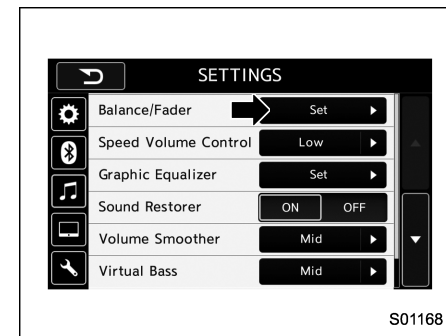 SETTINGS
Balance/Fader Set
Speed Volume Control Low
Graphic Equalizer Set
Sound Restorer ON OFF
Volume Smoother Mid
Virtual Bass Mid
S01168